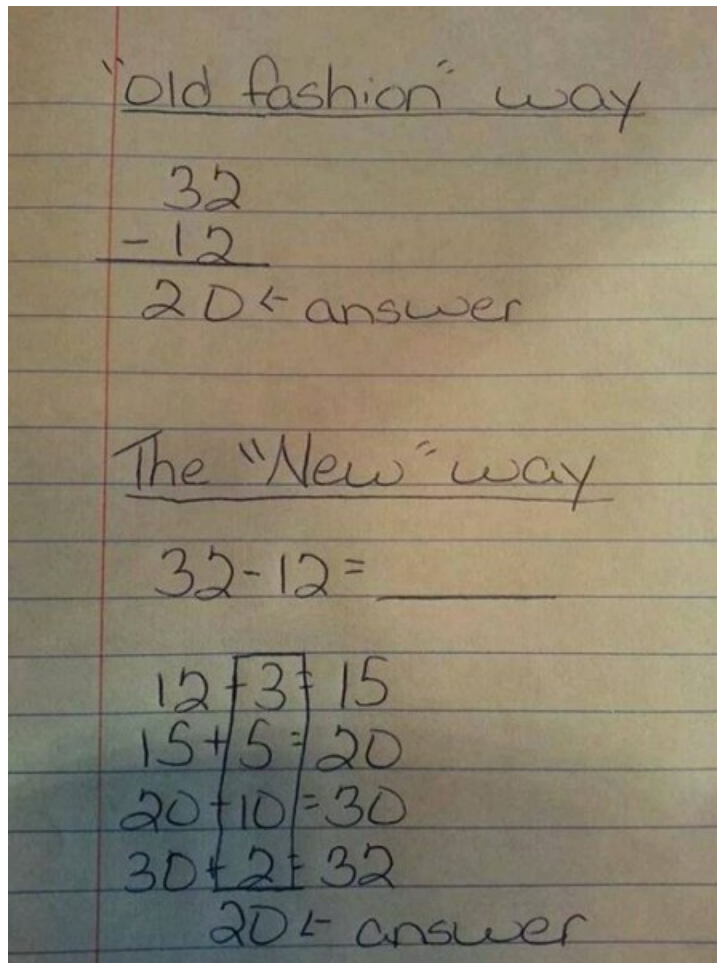 "old fashion" way
32
- 12
20 ← answer
The "New" way
32-12=______
12+3=15
15+5=20
20+10=30
30+2=32
20 ← answer